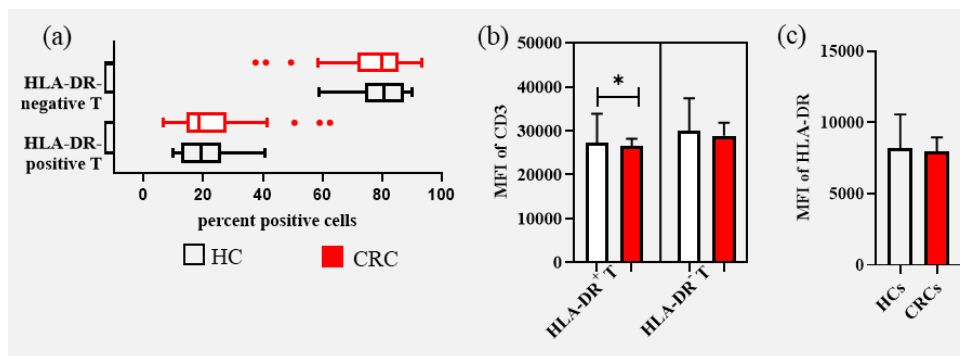 (a)
HLA-DR-
negative T
HLA-DR-
positive T
0 20 40 60 80 100
percent positive cells
HC CRC
(b)
MFI of CD3
50000
40000
30000
20000
10000
0
*
HLA-DR⁺ T
HLA-DR⁻ T
(c)
MFI of HLA-DR
15000
10000
5000
0
HCs
CRCs